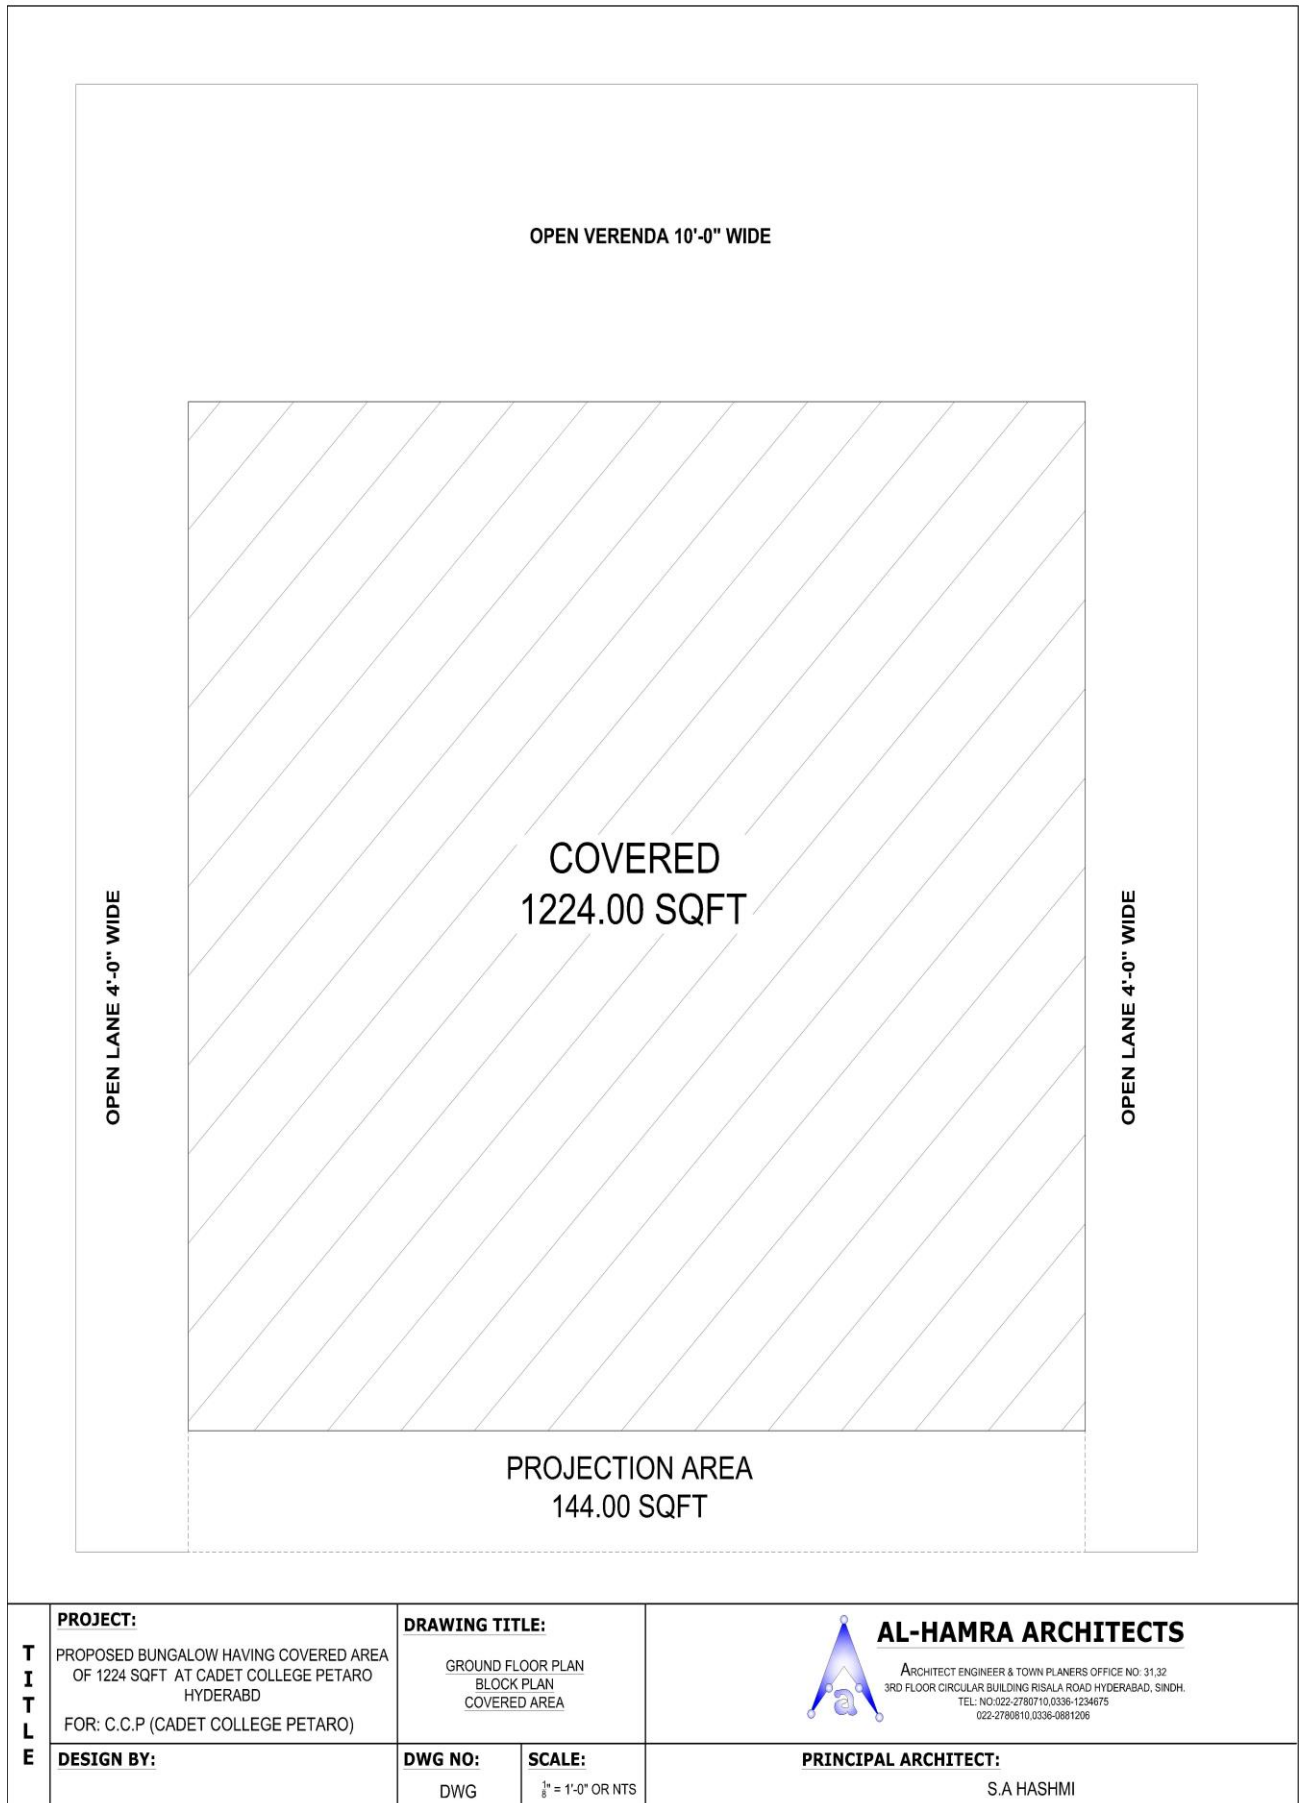 OPEN VERENDA 10'-0" WIDE
COVERED
1224.00 SQFT
OPEN LANE 4'-0" WIDE
OPEN LANE 4'-0" WIDE
PROJECTION AREA
144.00 SQFT
TITLE
PROJECT:
PROPOSED BUNGALOW HAVING COVERED AREA
OF 1224 SQFT AT CADET COLLEGE PETARO
HYDERABD
FOR: C.C.P (CADET COLLEGE PETARO)
DESIGN BY:
DRAWING TITLE:
GROUND FLOOR PLAN
BLOCK PLAN
COVERED AREA
DWG NO:
DWG
SCALE:
1/8" = 1'-0" OR NTS
a
AL-HAMRA ARCHITECTS
ARCHITECT ENGINEER & TOWN PLANERS OFFICE NO: 31,32
3RD FLOOR CIRCULAR BUILDING RISALA ROAD HYDERABAD, SINDH.
TEL: NO:022-2780710,0336-1234675
022-2780810,0336-0881206
PRINCIPAL ARCHITECT:
S.A HASHMI